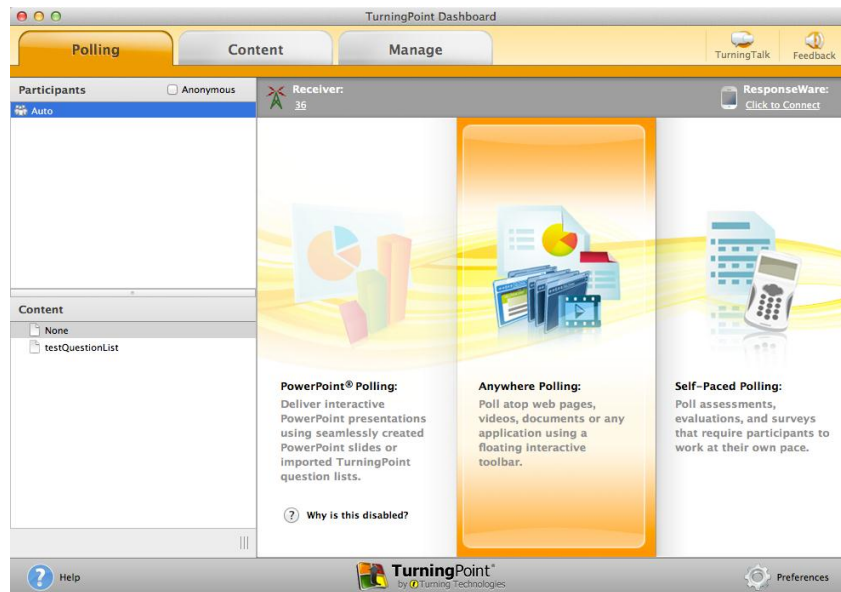 TurningPoint Dashboard
Polling
Content
Manage
TurningTalk
Feedback
Participants
Anonymous
Auto
Receiver:
36
ResponseWare:
Click to Connect
Content
None
testQuestionList
PowerPoint® Polling:
Deliver interactive
PowerPoint presentations
using seamlessly created
PowerPoint slides or
imported TurningPoint
question lists.
? Why is this disabled?
Anywhere Polling:
Poll atop web pages,
videos, documents or any
application using a
floating interactive
toolbar.
Self-Paced Polling:
Poll assessments,
evaluations, and surveys
that require participants to
work at their own pace.
? Help
TurningPoint
by Turning Technologies
Preferences